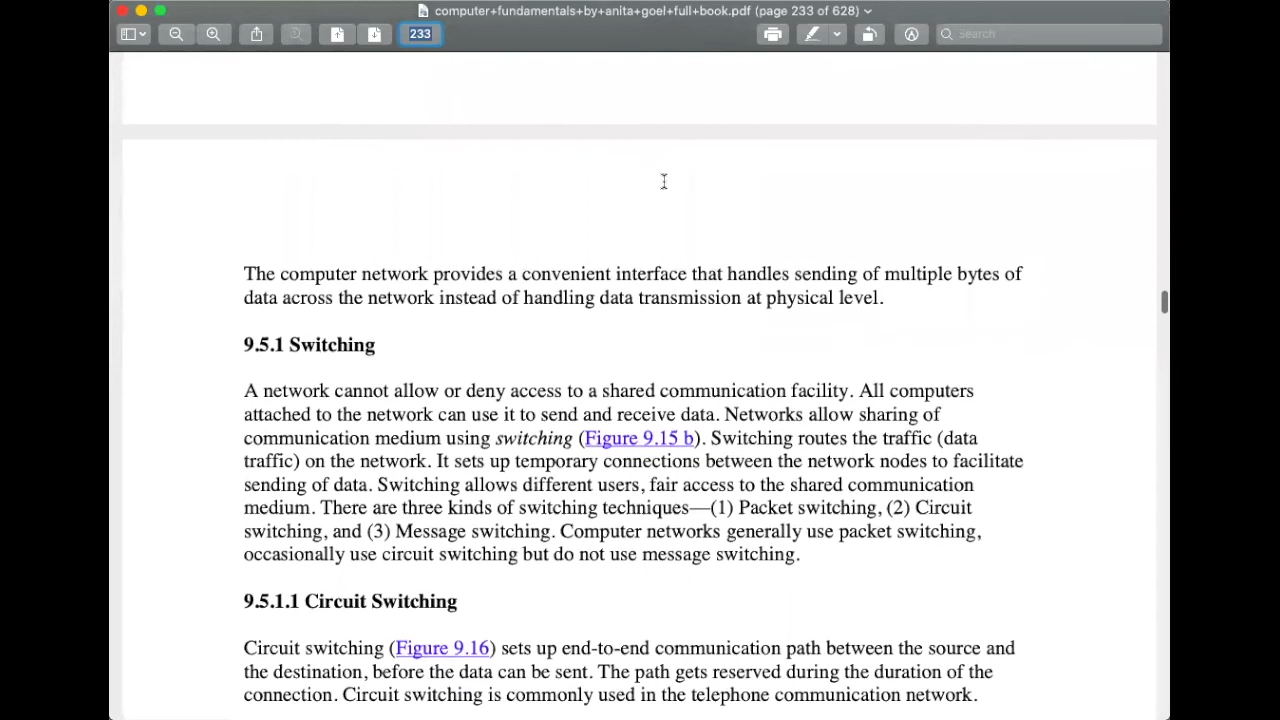 computer+fundamentals+by+anita+goel+full+book.pdf (page 233 of 628)
233
Search
The computer network provides a convenient interface that handles sending of multiple bytes of
data across the network instead of handling data transmission at physical level.
9.5.1 Switching
A network cannot allow or deny access to a shared communication facility. All computers
attached to the network can use it to send and receive data. Networks allow sharing of
communication medium using switching (Figure 9.15 b). Switching routes the traffic (data
traffic) on the network. It sets up temporary connections between the network nodes to facilitate
sending of data. Switching allows different users, fair access to the shared communication
medium. There are three kinds of switching techniques—(1) Packet switching, (2) Circuit
switching, and (3) Message switching. Computer networks generally use packet switching,
occasionally use circuit switching but do not use message switching.
9.5.1.1 Circuit Switching
Circuit switching (Figure 9.16) sets up end-to-end communication path between the source and
the destination, before the data can be sent. The path gets reserved during the duration of the
connection. Circuit switching is commonly used in the telephone communication network.